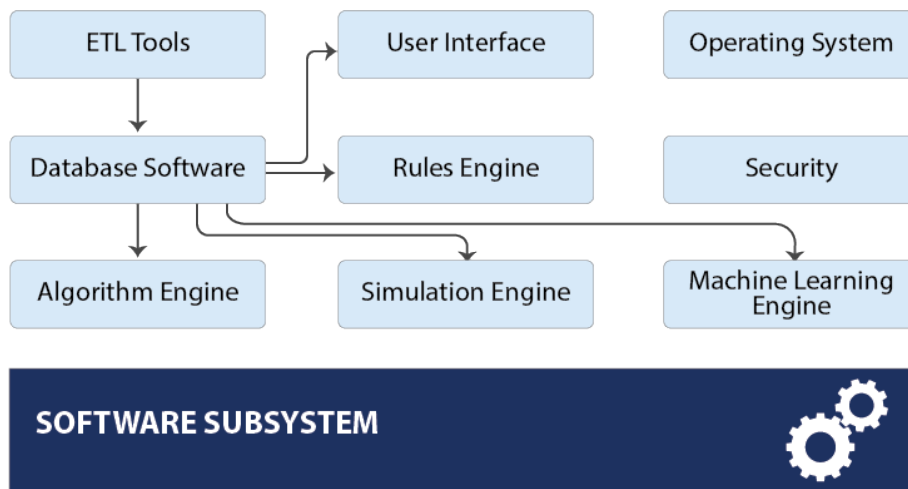 ETL Tools
User Interface
Operating System
Database Software
Rules Engine
Security
Algorithm Engine
Simulation Engine
Machine Learning
Engine
SOFTWARE SUBSYSTEM